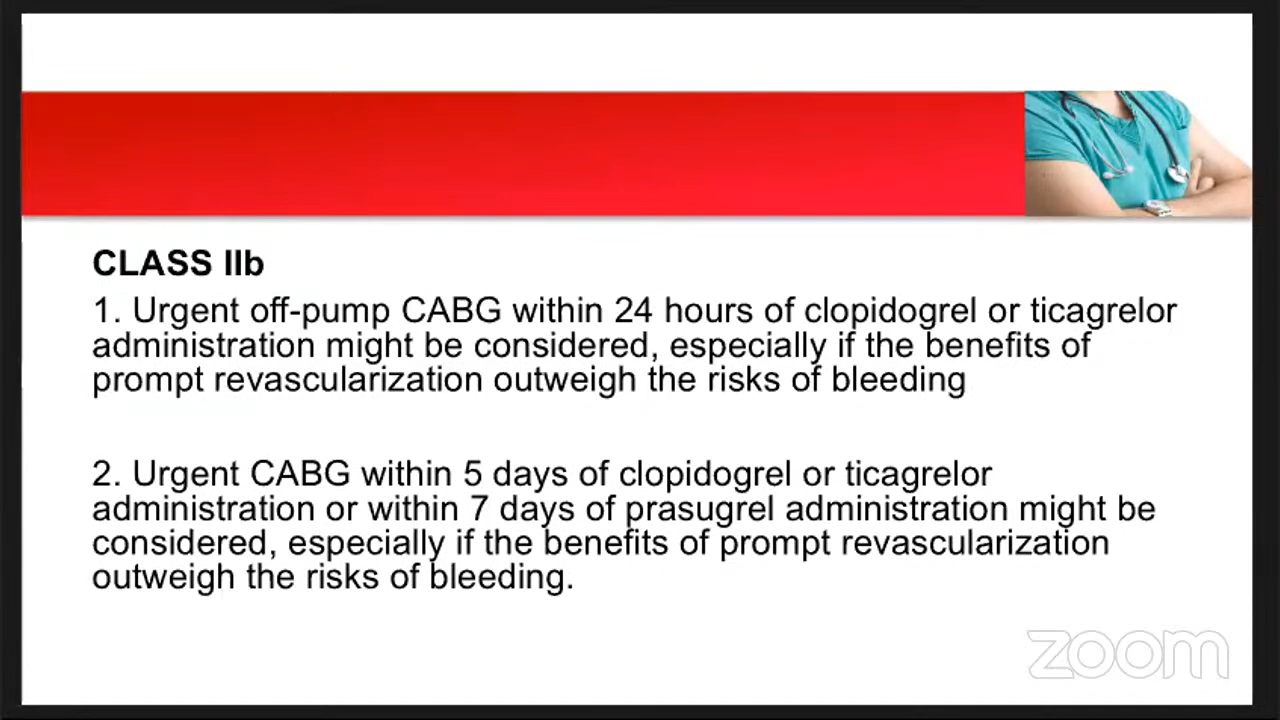 CLASS IIb
1. Urgent off-pump CABG within 24 hours of clopidogrel or ticagrelor
administration might be considered, especially if the benefits of
prompt revascularization outweigh the risks of bleeding
2. Urgent CABG within 5 days of clopidogrel or ticagrelor
administration or within 7 days of prasugrel administration might be
considered, especially if the benefits of prompt revascularization
outweigh the risks of bleeding.
zoom